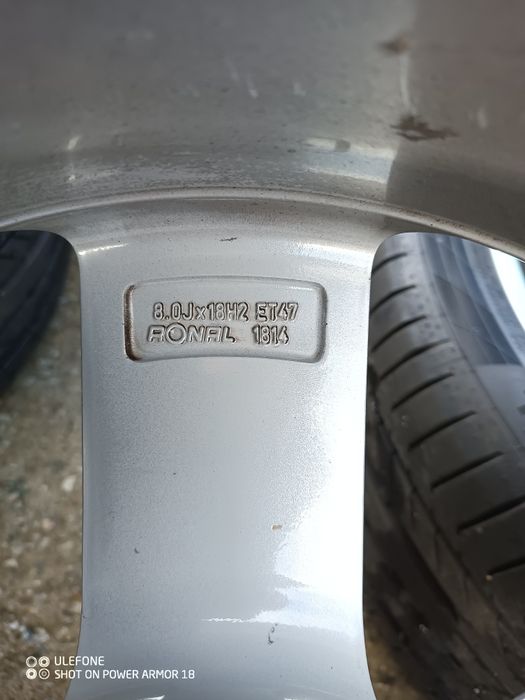 8.0Jx18H2 ET47
RONAL 1814
ULEFONE
SHOT ON POWER ARMOR 18